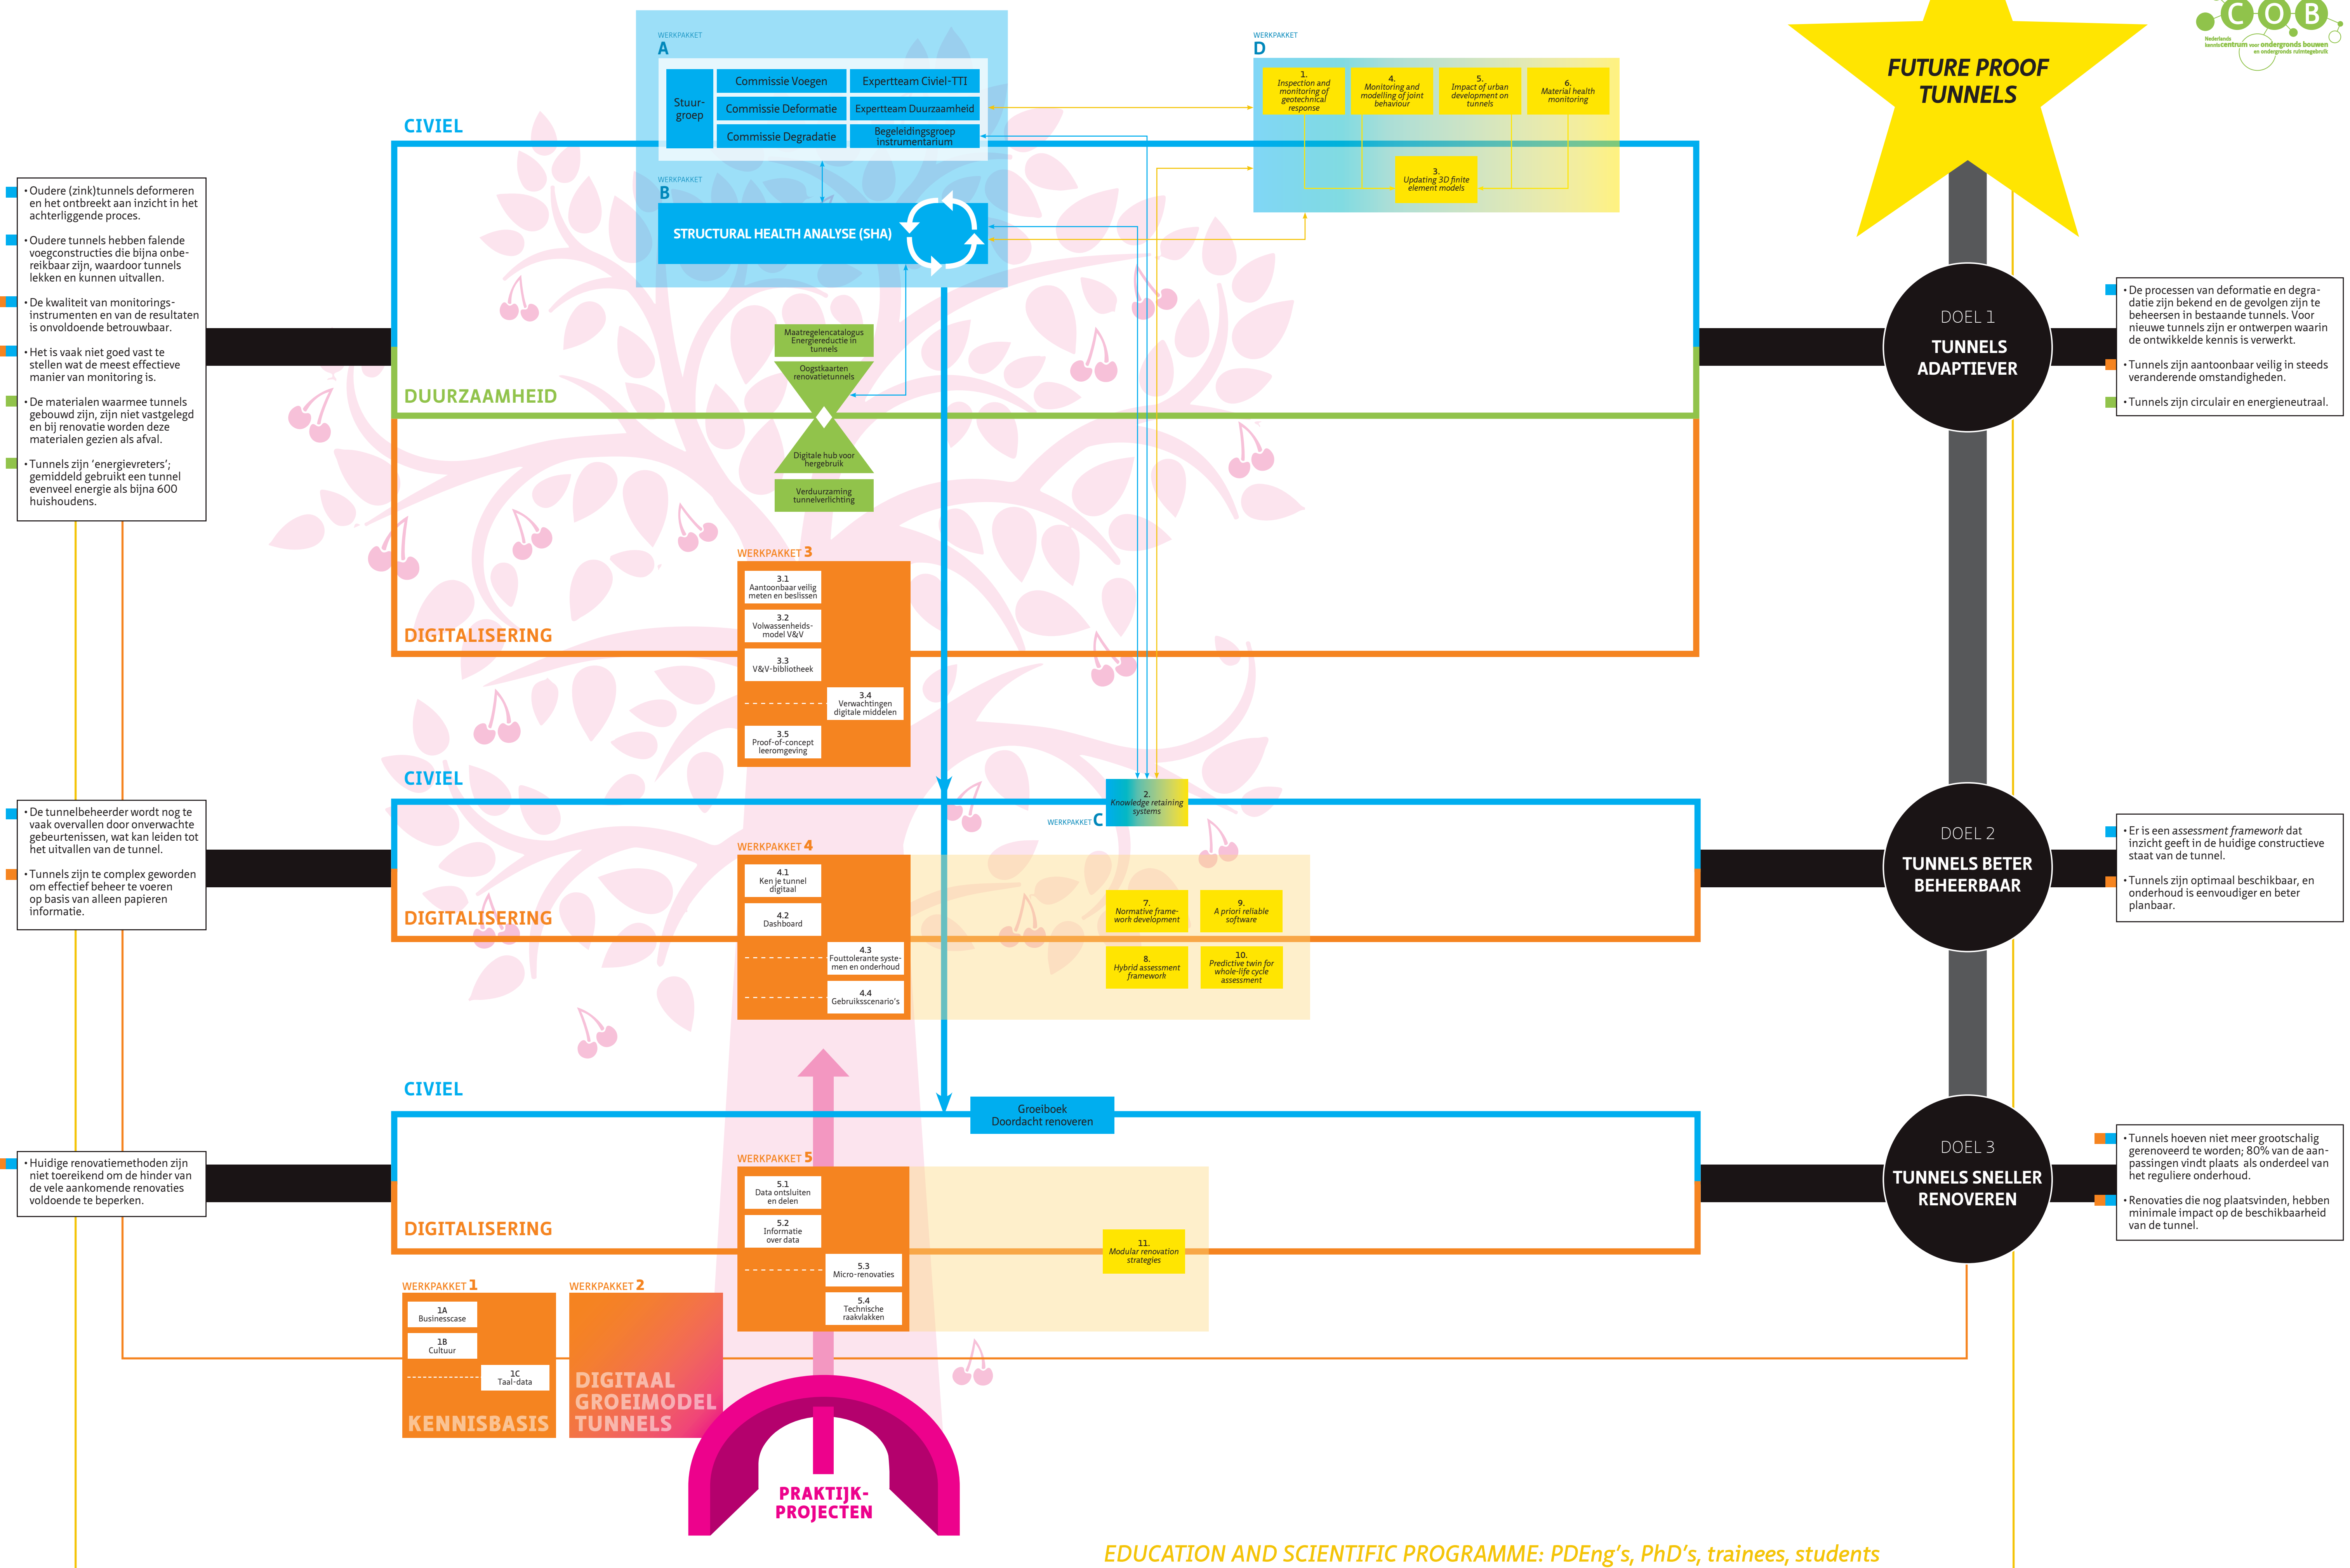 COB
Nederlands
kenniscentrum voor ondergronds bouwen
en ondergronds ruimtegebruik
FUTURE PROOF
TUNNELS
WERKPAKKET
A
Stuur-
groep
Commissie Voegen
Expertteam Civiel-TTI
Commissie Deformatie
Expertteam Duurzaamheid
Commissie Degradatie
Begeleidingsgroep
Instrumentarium
WERKPAKKET
B
STRUCTURAL HEALTH ANALYSE (SHA)
WERKPAKKET
D
1.
Inspection and
monitoring of
geotechnical
response
4.
Monitoring and
modelling of joint
behaviour
5.
Impact of urban
development on
tunnels
6.
Material health
monitoring
3.
Updating 3D finite
element models
CIVIEL
• Oudere (zink)tunnels deformeren
en het ontbreekt aan inzicht in het
achterliggende proces.
• Oudere tunnels hebben falende
voegconstructies die bijna onbe-
reikbaar zijn, waardoor tunnels
lekken en kunnen uitvallen.
• De kwaliteit van monitorings-
instrumenten en van de resultaten
is onvoldoende betrouwbaar.
• Het is vaak niet goed vast te
stellen wat de meest effectieve
manier van monitoring is.
• De materialen waarmee tunnels
gebouwd zijn, zijn niet vastgelegd
en bij renovatie worden deze
materialen gezien als afval.
• Tunnels zijn ‘energievreters’;
gemiddeld gebruikt een tunnel
evenveel energie als bijna 600
huishoudens.
DUURZAAMHEID
Maatregelencatalogus
Energiereductie in
tunnels
Oogstkaarten
renovatietunnels
Digitale hub voor
hergebruik
Verduurzaming
tunnelverlichting
DOEL 1
TUNNELS
ADAPTIEVER
• De processen van deformatie en degra-
datie zijn bekend en de gevolgen zijn te
beheersen in bestaande tunnels. Voor
nieuwe tunnels zijn er ontwerpen waarin
de ontwikkelde kennis is verwerkt.
• Tunnels zijn aantoonbaar veilig in steeds
veranderende omstandigheden.
• Tunnels zijn circulair en energieneutraal.
DIGITALISERING
WERKPAKKET 3
3.1
Aantoonbaar veilig
meten en beslissen
3.2
Volwassenheids-
model V&V
3.3
V&V-bibliotheek
3.4
Verwachtingen
digitale middelen
3.5
Proof-of-concept
leeromgeving
CIVIEL
2.
Knowledge retaining
systems
WERKPAKKET C
• De tunnelbeheerder wordt nog te
vaak overvallen door onverwachte
gebeurtenissen, wat kan leiden tot
het uitvallen van de tunnel.
• Tunnels zijn te complex geworden
om effectief beheer te voeren
op basis van alleen papieren
informatie.
DIGITALISERING
WERKPAKKET 4
4.1
Ken je tunnel
digitaal
4.2
Dashboard
4.3
Fouttolerante syste-
men en onderhoud
4.4
Gebruiksscenario's
7.
Normative frame-
work development
9.
A priori reliable
software
8.
Hybrid assessment
framework
10.
Predictive twin for
whole-life cycle
assessment
DOEL 2
TUNNELS BETER
BEHEERBAAR
• Er is een assessment framework dat
inzicht geeft in de huidige constructieve
staat van de tunnel.
• Tunnels zijn optimaal beschikbaar, en
onderhoud is eenvoudiger en beter
planbaar.
CIVIEL
Groeiboek
Doordacht renoveren
• Huidige renovatiemethoden zijn
niet toereikend om de hinder van
de vele aankomende renovaties
voldoende te beperken.
DIGITALISERING
WERKPAKKET 5
5.1
Data ontsluiten
en delen
5.2
Informatie
over data
5.3
Micro-renovaties
5.4
Technische
raakvlakken
11.
Modular renovation
strategies
DOEL 3
TUNNELS SNELLER
RENOVEREN
• Tunnels hoeven niet meer grootschalig
gerenoveerd te worden; 80% van de aan-
passingen vindt plaats als onderdeel van
het reguliere onderhoud.
• Renovaties die nog plaatsvinden, hebben
minimale impact op de beschikbaarheid
van de tunnel.
WERKPAKKET 1
1A
Businesscase
1B
Cultuur
1C
Taal-data
KENNISBASIS
WERKPAKKET 2
DIGITAAL
GROEIMODEL
TUNNELS
PRAKTIJK-
PROJECTEN
EDUCATION AND SCIENTIFIC PROGRAMME: PDEng's, PhD's, trainees, students